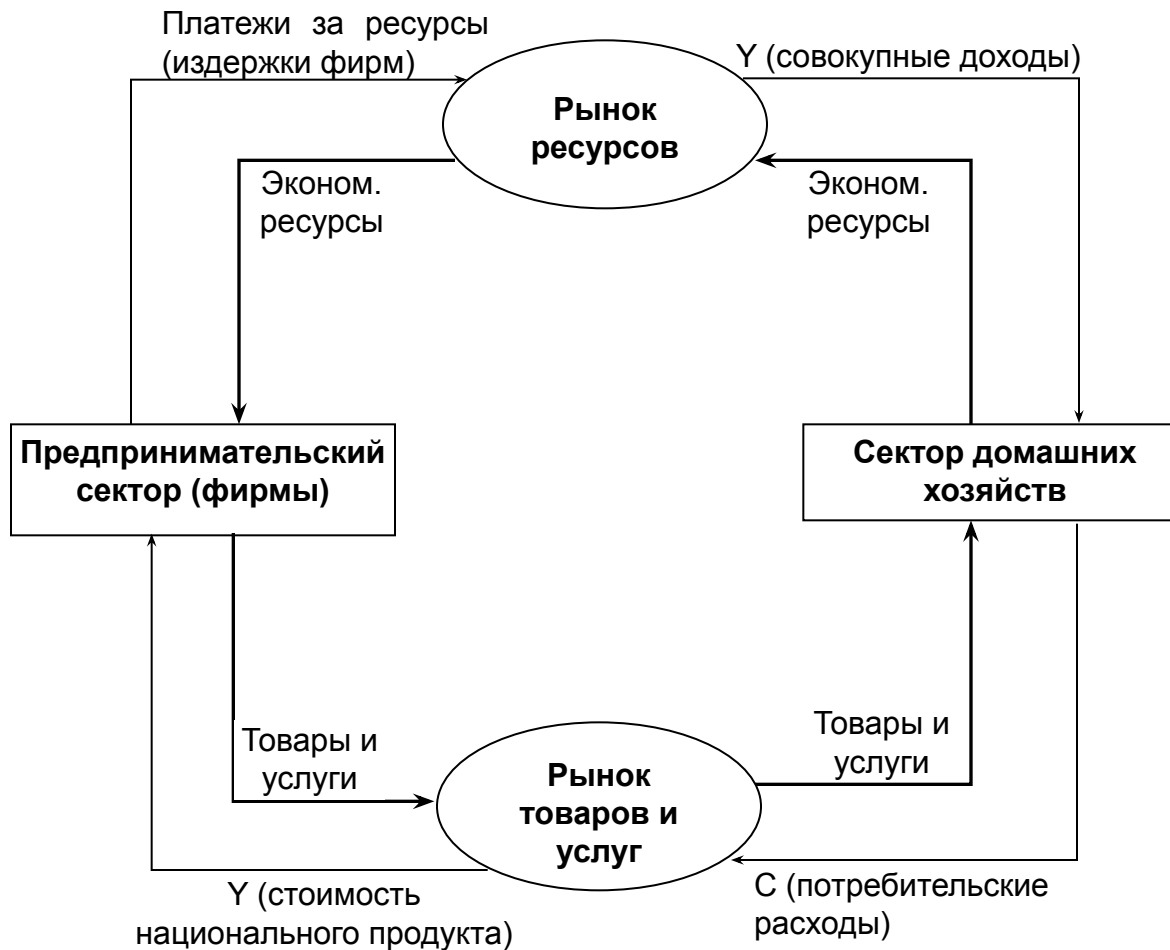 Платежи за ресурсы
(издержки фирм)
Y (совокупные доходы)
Рынок
ресурсов
Эконом.
ресурсы
Эконом.
ресурсы
Предпринимательский
сектор (фирмы)
Сектор домашних
хозяйств
Товары и
услуги
Товары и
услуги
Рынок
товаров и
услуг
Y (стоимость
национального продукта)
C (потребительские
расходы)